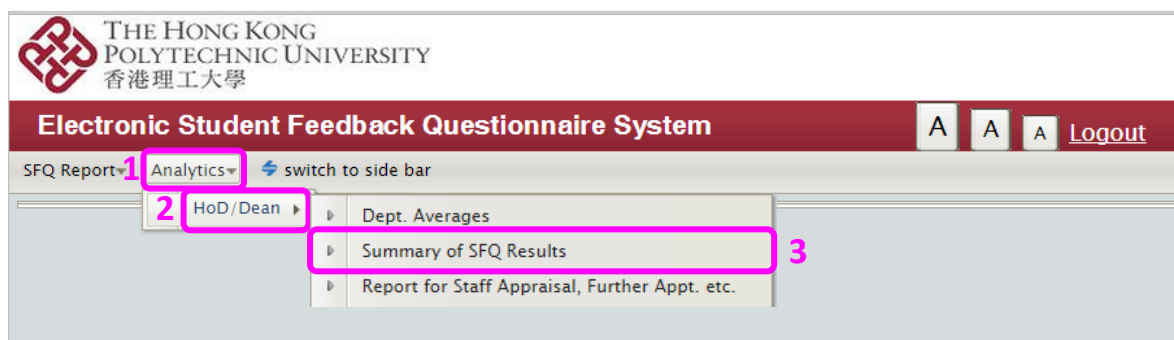 THE HONG KONG
POLYTECHNIC UNIVERSITY
香港理工大學
Electronic Student Feedback Questionnaire System
A A A Logout
SFQ Report 1 Analytics switch to side bar
2 HoD/Dean
Dept. Averages
Summary of SFQ Results 3
Report for Staff Appraisal, Further Appt. etc.